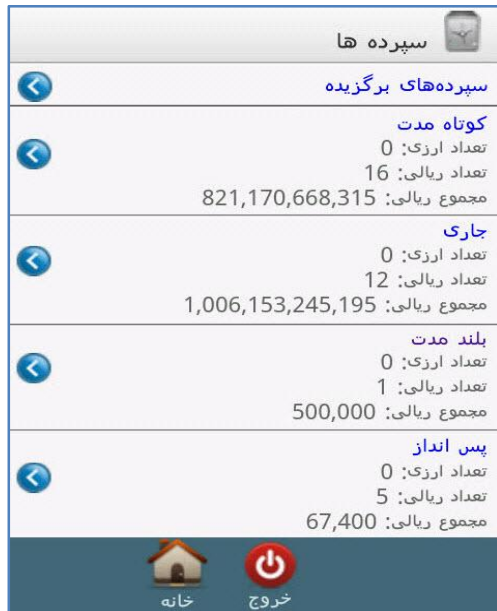 سپرده ها
سپرده‌های برگزیده
کوتاه مدت
تعداد ارزی: 0
تعداد ریالی: 16
مجموع ریالی: 821,170,668,315
جاری
تعداد ارزی: 0
تعداد ریالی: 12
مجموع ریالی: 1,006,153,245,195
بلند مدت
تعداد ارزی: 0
تعداد ریالی: 1
مجموع ریالی: 500,000
پس انداز
تعداد ارزی: 0
تعداد ریالی: 5
مجموع ریالی: 67,400
خروج
خانه